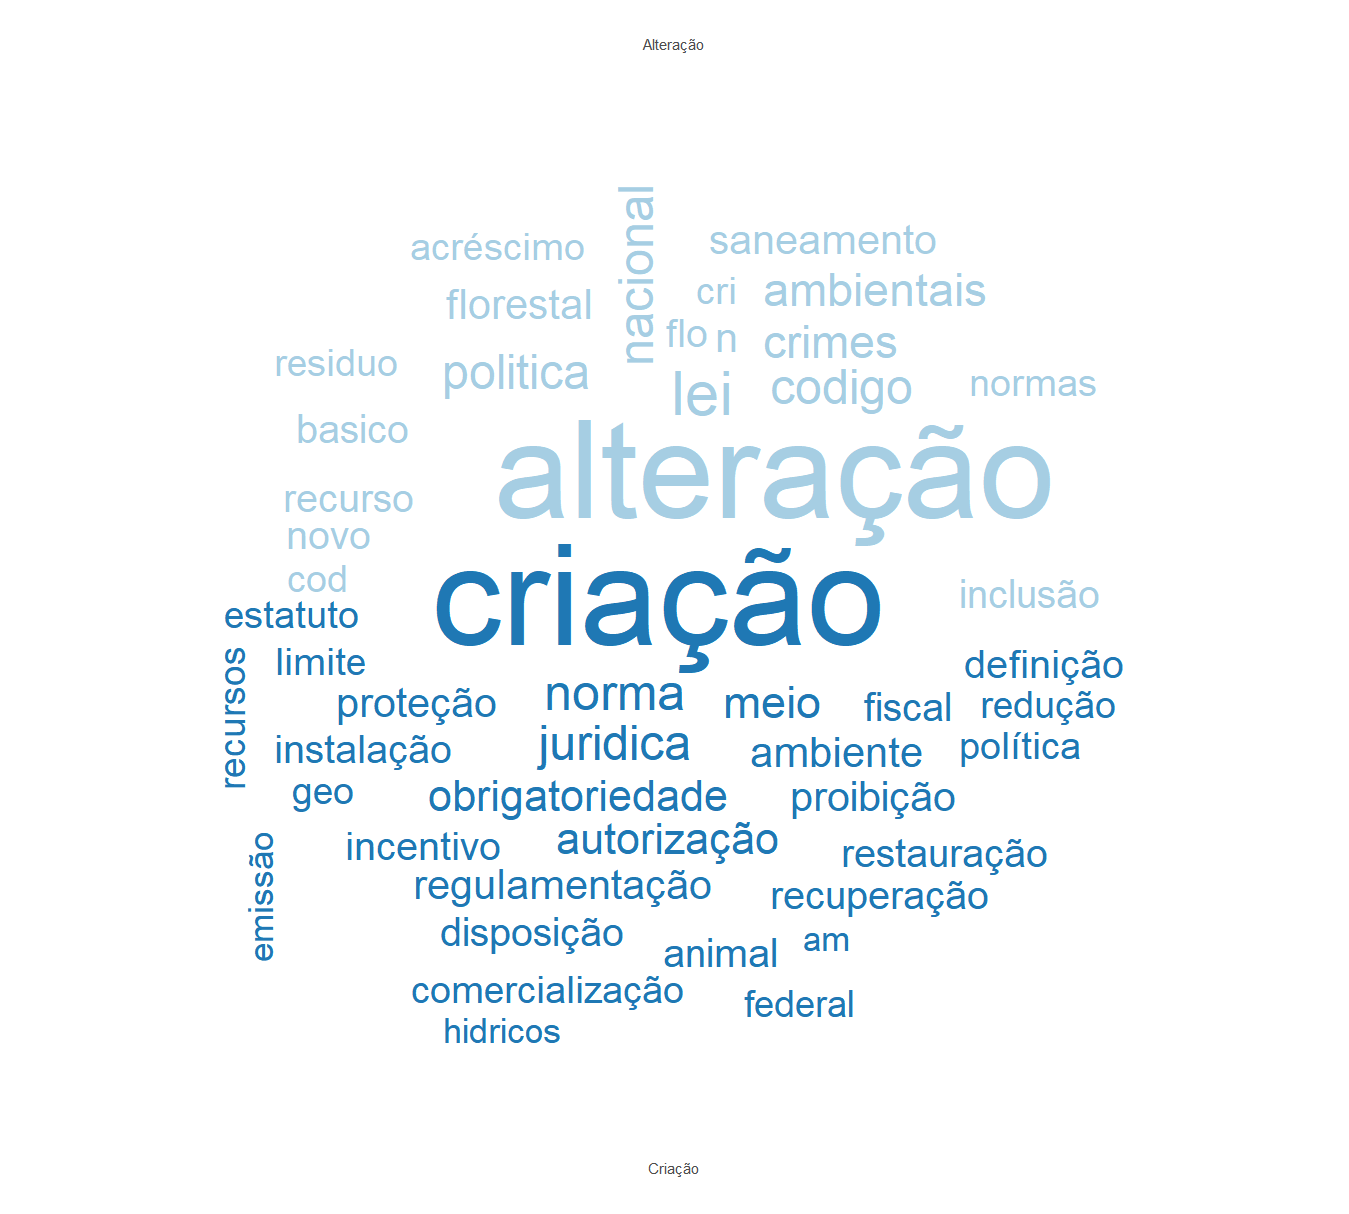 Alteração
nacional
acréscimo
saneamento
cri
ambientais
florestal
flo
n
crimes
residuo
politica
lei
codigo
normas
basico
alteração
recurso
novo
cod
criação
inclusão
estatuto
limite
definição
recursos
proteção
norma
meio
fiscal
redução
instalação
juridica
ambiente
política
geo
obrigatoriedade
proibição
emissão
incentivo
autorização
restauração
regulamentação
recuperação
disposição
animal
am
comercialização
federal
hidricos
Criação